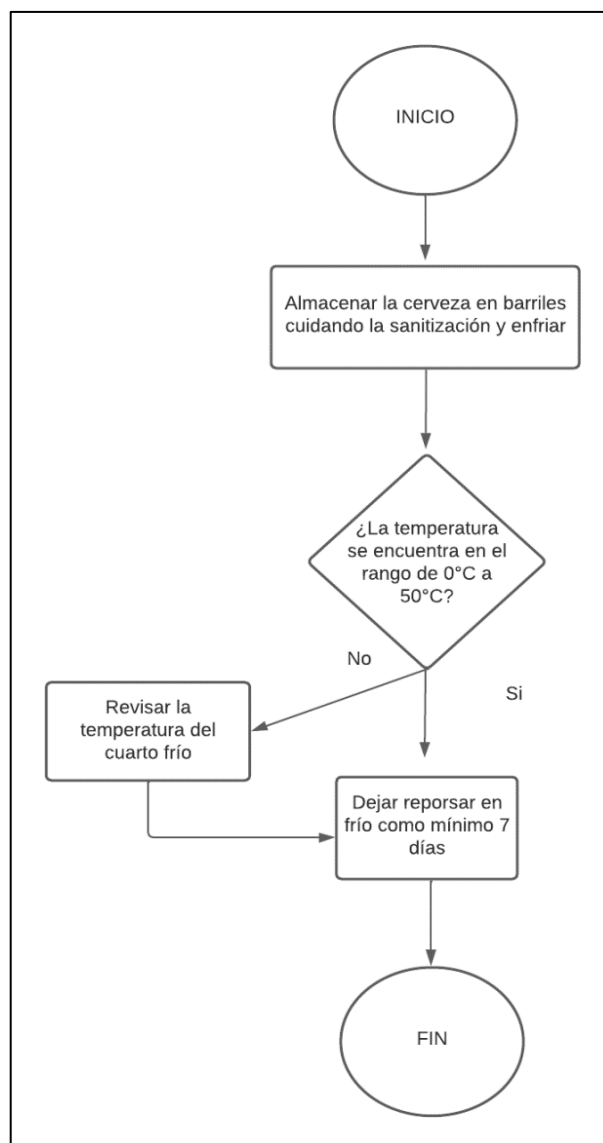 INICIO
Almacenar la cerveza en barriles
cuidando la sanitización y enfriar
¿La temperatura
se encuentra en el
rango de 0°C a
50°C?
No
Si
Revisar la
temperatura del
cuarto frío
Dejar reporsar en
frío como mínimo 7
días
FIN